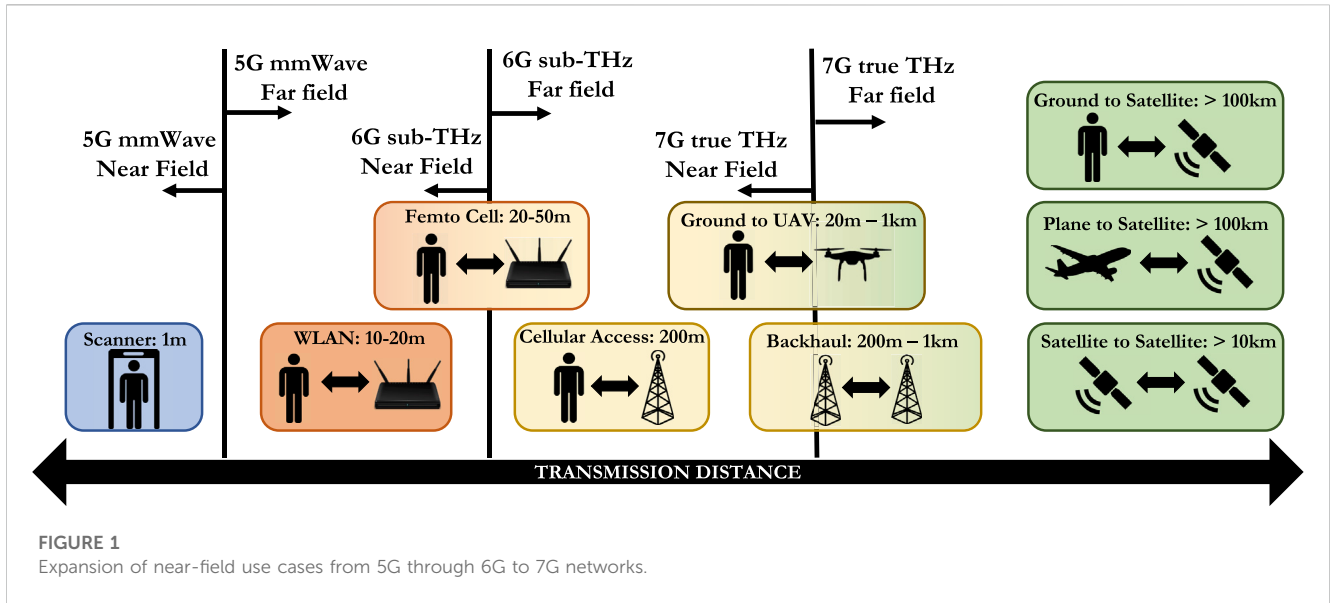 5G mmWave
Far field
6G sub-THz
Far field
7G true THz
Far field
5G mmWave
Near Field
6G sub-THz
Near Field
7G true THz
Near Field
Ground to Satellite: > 100km
Femto Cell: 20-50m
Ground to UAV: 20m – 1km
Plane to Satellite: > 100km
Scanner: 1m
WLAN: 10-20m
Cellular Access: 200m
Backhaul: 200m – 1km
Satellite to Satellite: > 10km
TRANSMISSION DISTANCE
FIGURE 1
Expansion of near-field use cases from 5G through 6G to 7G networks.